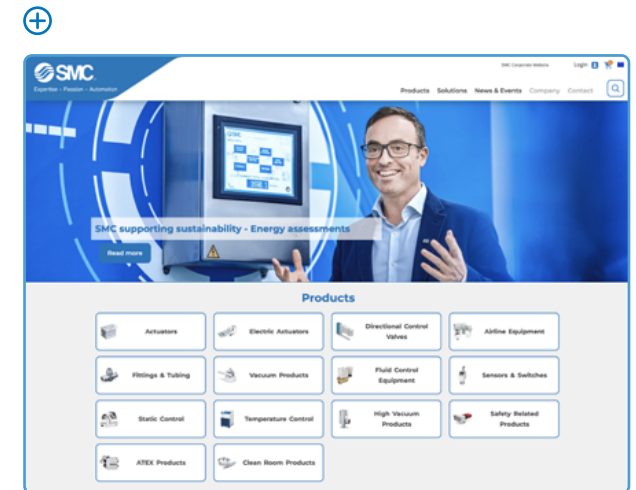 SMC Corporate Website
Login
SMC
Expertise - Passion - Automation
Products Solutions News & Events Company Contact
SMC supporting sustainability - Energy assessments
Read more
Products
Actuators
Electric Actuators
Directional Control
Valves
Airline Equipment
Fittings & Tubing
Vacuum Products
Fluid Control
Equipment
Sensors & Switches
Static Control
Temperature Control
High Vacuum
Products
Safety Related
Products
ATEX Products
Clean Room Products